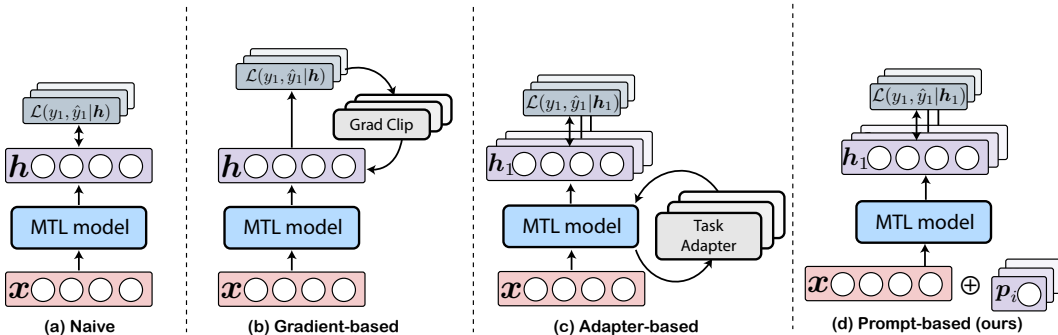 L(y₁, ŷ₁|h)
h
MTL model
x
(a) Naive
L(y₁, ŷ₁|h)
Grad Clip
h
MTL model
x
(b) Gradient-based
L(y₁, ŷ₁|h₁)
h₁
MTL model
Task
Adapter
x
(c) Adapter-based
L(y₁, ŷ₁|h₁)
h₁
MTL model
x ⊕ pᵢ
(d) Prompt-based (ours)